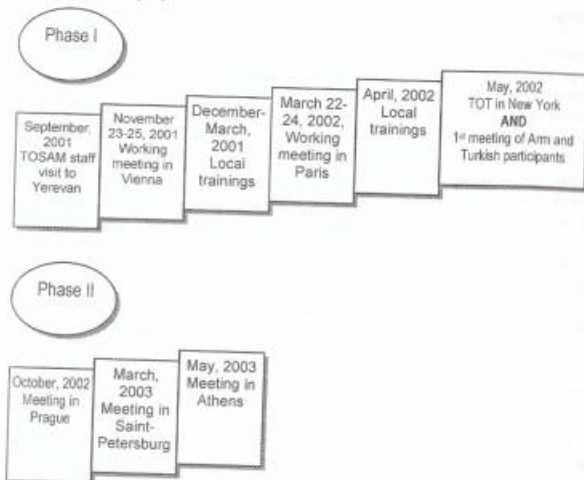 Phase I
September,
2001
TOSAM staff
visit to
Yerevan
November
23-25, 2001
Working
meeting in
Vienna
December-
March,
2001
Local
trainings
March 22-
24, 2002,
Working
meeting in
Paris
April, 2002
Local
trainings
May, 2002
TOT in New York
AND
1st meeting of Arm and
Turkish participants
Phase II
October, 2002
Meeting in
Prague
March,
2003
Meeting in
Saint-
Petersburg
May, 2003
Meeting in
Athens